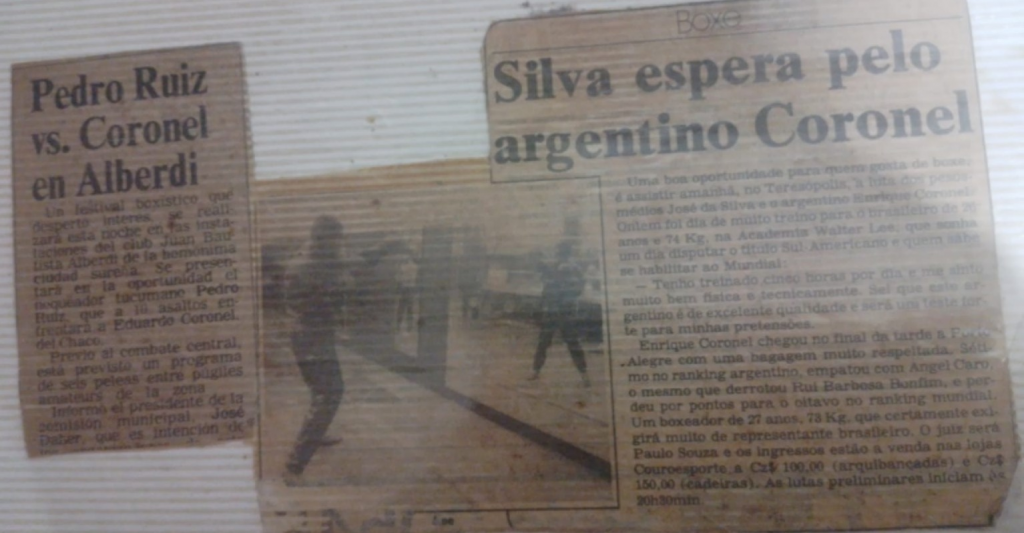 Pedro Ruiz
vs. Coronel
en Alberdi
Un festival boxístico que
despertó interés, se reali
zará esta noche en las insta
laciones del club Juan Bau
tista Alberdi de la homónima
ciudad sureña. Se presen-
tará en la oportunidad el
boxeador tucumano Pedro
Ruiz, que a 10 asaltos en-
frentará a Eduardo Coronel
del Chaco.
Previo al combate central,
está previsto un programa
de seis peleas entre púgiles
amateurs de la zona
Informó el presidente de la
comisión municipal José
Dater, que es intención de
Boxe
Silva espera pelo
argentino Coronel
Uma boa oportunidade para quem gosta de boxe,
é assistir amanhã, no Teresópolis, a luta dos pesos-
médios José da Silva e o argentino Enrique Coronel.
Ontem foi dia de muito treino para o brasileiro de 20
anos e 74 Kg, na Academia Walter Lee, que sonha
um dia disputar o título Sul-Americano e quem sabe
se habilitar ao Mundial:
— Tenho treinado cinco horas por dia e me sinto
muito bem física e tecnicamente. Sei que este ar-
gentino é de excelente qualidade e será um teste for-
te para minhas pretensões.
Enrique Coronel chegou no final da tarde a Porto
Alegre com uma bagagem muito respeitada. Séti-
mo no ranking argentino, empatou com Angel Caro,
o mesmo que derrotou Rui Barbosa Bonfim, e per-
deu por pontos para o oitavo no ranking mundial.
Um boxeador de 27 anos, 73 Kg, que certamente exi-
girá muito de representante brasileiro. O juiz será
Paulo Souza e os ingressos estão a venda nas lojas
Couroesporte a Cz$ 100,00 (arquibancadas) e Cz$
150,00 (cadeiras). As lutas preliminares iniciam às
20h30min.